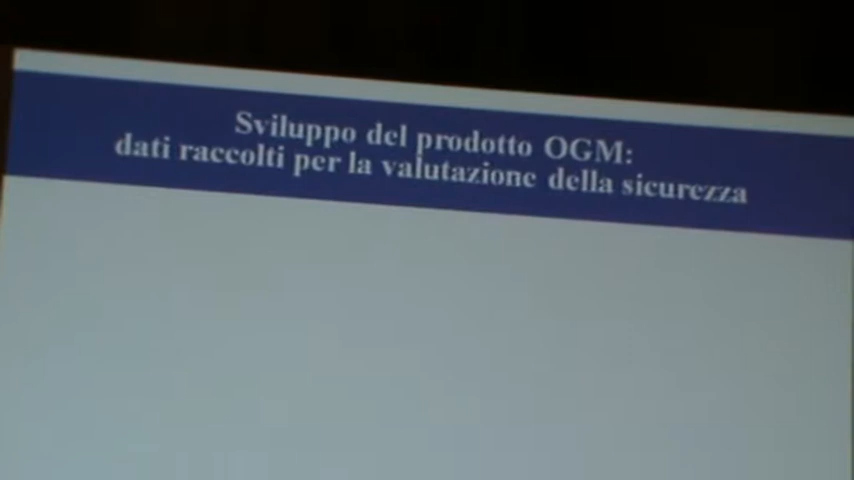 Sviluppo del prodotto OGM:
dati raccolti per la valutazione della sicurezza